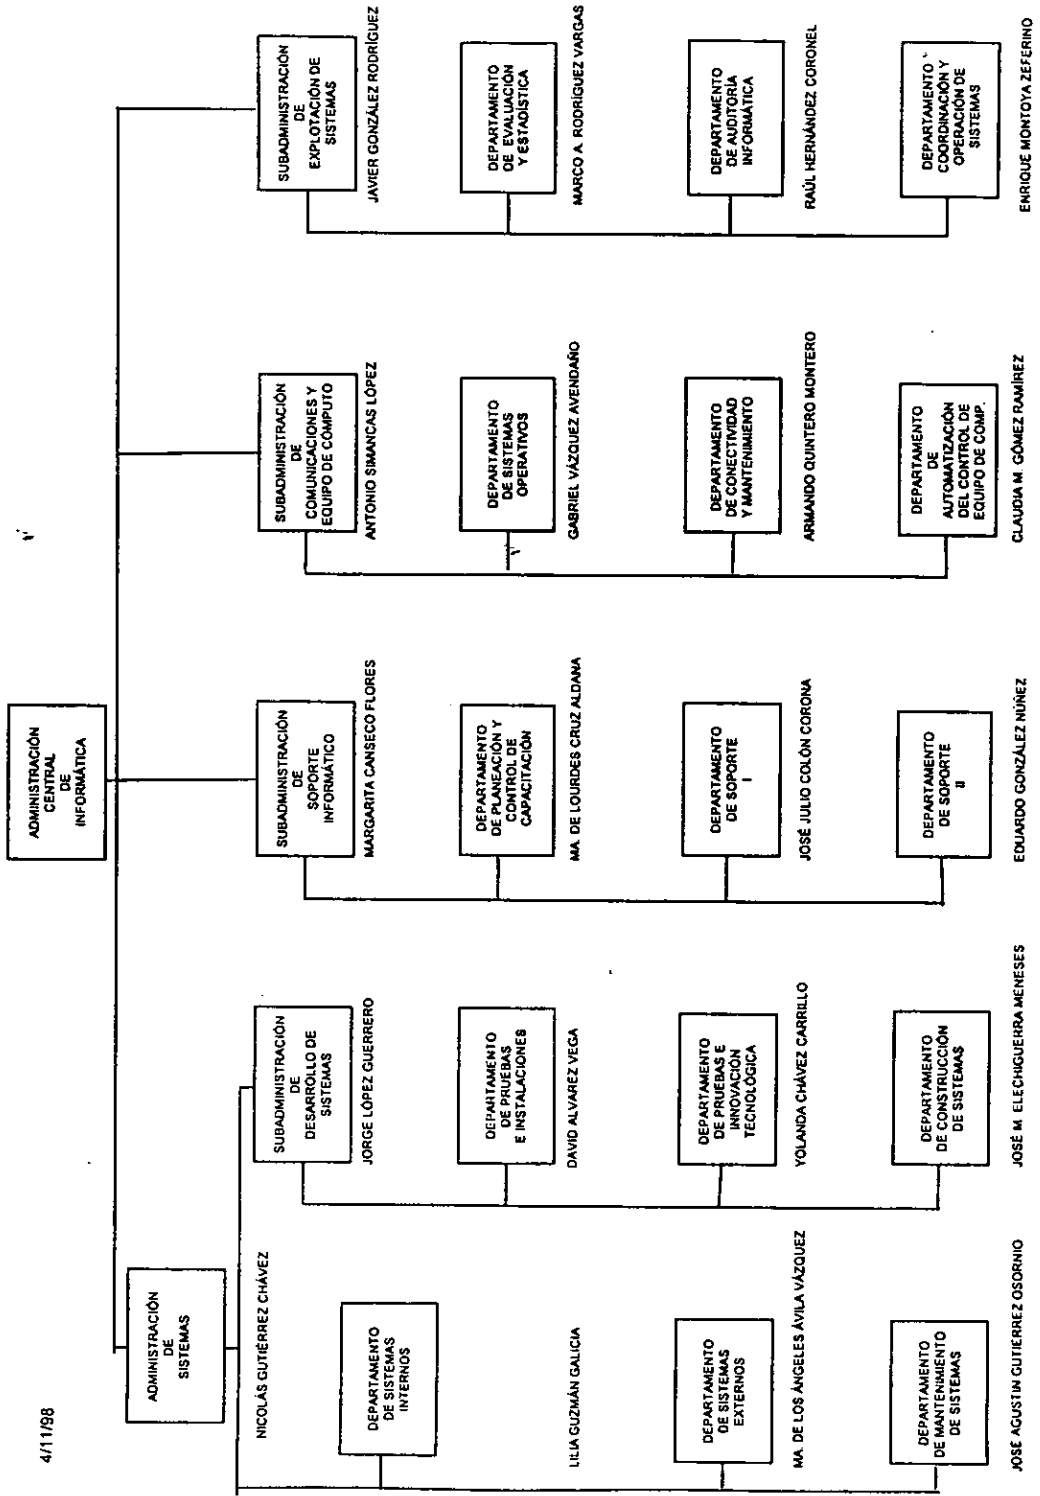 4/11/98
ADMINISTRACIÓN
CENTRAL
DE
INFORMÁTICA
ADMINISTRACIÓN
DE
SISTEMAS
NICOLÁS GUTIÉRREZ CHÁVEZ
DEPARTAMENTO
DE SISTEMAS
INTERNOS
LILIA GUZMÁN GALICIA
DEPARTAMENTO
DE SISTEMAS
EXTERNOS
MA. DE LOS ÁNGELES ÁVILA VÁZQUEZ
DEPARTAMENTO
DE MANTENIMIENTO
DE SISTEMAS
JOSÉ AGUSTIN GUTIERREZ OSORNIO
SUBADMINISTRACIÓN
DE
DESARROLLO DE
SISTEMAS
JORGE LÓPEZ GUERRERO
DEPARTAMENTO
DE PRUEBAS
E INSTALACIONES
DAVID ALVAREZ VEGA
DEPARTAMENTO
DE PRUEBAS E
INNOVACIÓN
TECNOLÓGICA
YOLANDA CHÁVEZ CARRILLO
DEPARTAMENTO
DE CONSTRUCCIÓN
DE SISTEMAS
JOSÉ M. ELECHIGUERRA MENESES
SUBADMINISTRACIÓN
DE
SOPORTE
INFORMÁTICO
MARGARITA CANSECO FLORES
DEPARTAMENTO
DE PLANEACIÓN Y
CONTROL DE
CAPACITACIÓN
MA. DE LOURDES CRUZ ALDANA
DEPARTAMENTO
DE SOPORTE
I
JOSÉ JULIO COLÓN CORONA
DEPARTAMENTO
DE SOPORTE
II
EDUARDO GONZÁLEZ NÚÑEZ
SUBADMINISTRACIÓN
DE
COMUNICACIONES Y
EQUIPO DE CÓMPUTO
ANTONIO SIMANCAS LÓPEZ
DEPARTAMENTO
DE SISTEMAS
OPERATIVOS
GABRIEL VÁZQUEZ AVENDAÑO
DEPARTAMENTO
DE CONECTIVIDAD
Y MANTENIMIENTO
ARMANDO QUINTERO MONTERO
DEPARTAMENTO
DE
AUTOMATIZACIÓN
DEL CONTROL DE
EQUIPO DE COMP.
CLAUDIA M. GÓMEZ RAMÍREZ
SUBADMINISTRACIÓN
DE
EXPLOTACIÓN DE
SISTEMAS
JAVIER GONZÁLEZ RODRÍGUEZ
DEPARTAMENTO
DE EVALUACIÓN
Y ESTADÍSTICA
MARCO A. RODRÍGUEZ VARGAS
DEPARTAMENTO
DE AUDITORÍA
INFORMÁTICA
RAÚL HERNÁNDEZ CORONEL
DEPARTAMENTO
COORDINACIÓN Y
OPERACIÓN DE
SISTEMAS
ENRIQUE MONTOYA ZEFERINO